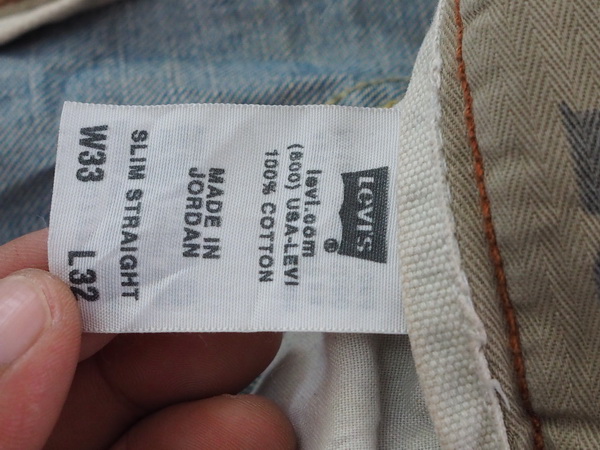 Levi's ®
levi.com
(800) USA-LEVI
100% COTTON
MADE IN
JORDAN
SLIM STRAIGHT
W33 L32